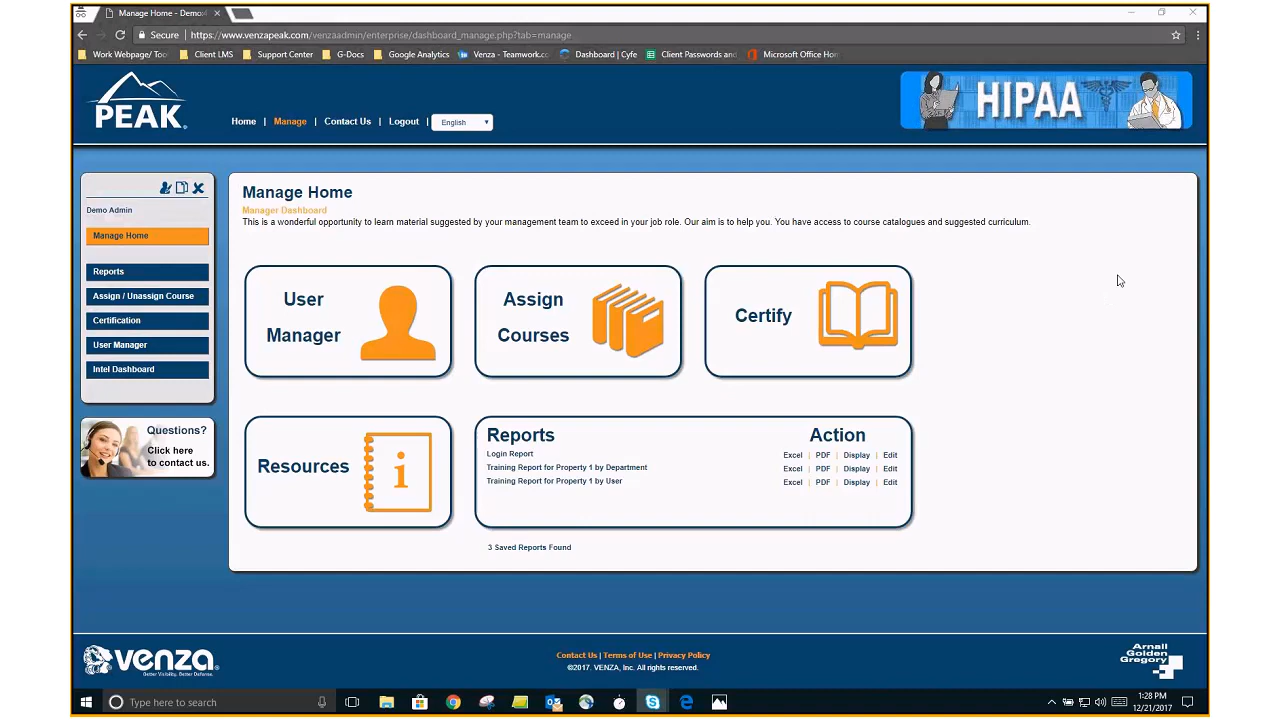 Manage Home - Demo
Secure | https://www.venzapeak.com/venzaadmin/enterprise/dashboard_manage.php?tab=manage
Work Webpage/ Too Client LMS Support Center G-Docs Google Analytics Venza - Teamwork.co Dashboard | Cyfe Client Passwords and Microsoft Office Hom
PEAK
Home | Manage | Contact Us | Logout | English
HIPAA
Demo Admin
Manage Home
Reports
Assign / Unassign Course
Certification
User Manager
Intel Dashboard
Questions?
Click here
to contact us.
Manage Home
Manager Dashboard
This is a wonderful opportunity to learn material suggested by your management team to exceed in your job role. Our aim is to help you. You have access to course catalogues and suggested curriculum.
User
Manager
Assign
Courses
Certify
Resources
i
Reports Action
Login Report Excel | PDF | Display | Edit
Training Report for Property 1 by Department Excel | PDF | Display | Edit
Training Report for Property 1 by User Excel | PDF | Display | Edit
3 Saved Reports Found
venza
Better Visibility. Better Defense.
Contact Us | Terms of Use | Privacy Policy
©2017. VENZA, Inc. All rights reserved.
Arnall
Golden
Gregory
Type here to search
1:28 PM
12/21/2017